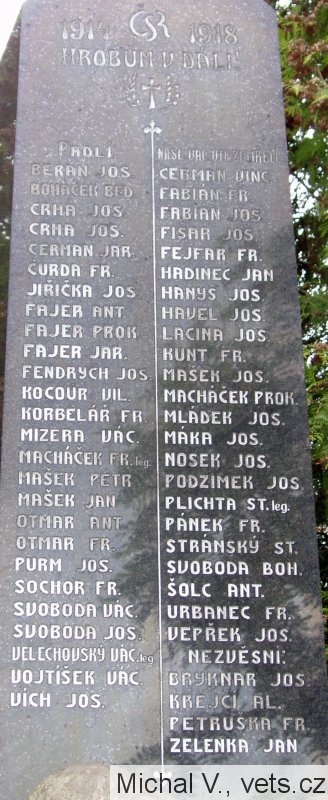 1914 ČSR 1918
HROBŮM V DÁLI!
PADLI
BERAN JOS.
BOHÁČEK BED.
CRHA JOS.
CRHA JOS.
ČERMAN JAR.
ČURDA FR.
JIŘIČKA JOS.
FAJER ANT.
FAJER PROK.
FAJER JAR.
FENDRYCH JOS.
KOCOUR VIL.
KORBELÁŘ FR.
MIZERA VÁC.
MACHÁČEK FR. leg.
MAŠEK PETR
MAŠEK JAN
OTMAR ANT.
OTMAR FR.
PURM JOS.
SOCHOR FR.
SVOBODA VÁC.
SVOBODA JOS.
VELECHOVSKÝ VÁC. leg.
VOJTÍŠEK VÁC.
VÍCH JOS.
ZEMŘELI
ČERMAN VINC.
FABIÁN FR.
FABIÁN JOS.
FISAR JOS.
FEJFAR FR.
HADINEC JAN
HANYŠ JOS.
HAVEL JOS.
LACINA JOS.
KUNT FR.
MAŠEK JOS.
MACHÁČEK PROK.
MLÁDEK JOS.
MAKA JOS.
NOSEK JOS.
PODZIMEK JOS.
PLICHTA ST. leg.
PÁNEK FR.
STRÁNSKÝ ST.
SVOBODA BOH.
ŠOLC ANT.
URBANEC FR.
VEPŘEK JOS.
NEZVĚSNÍ:
BRYKNAR JOS.
KREJČÍ AL.
PETRUSKA FR.
ZELENKA JAN
Michal V., vets.cz